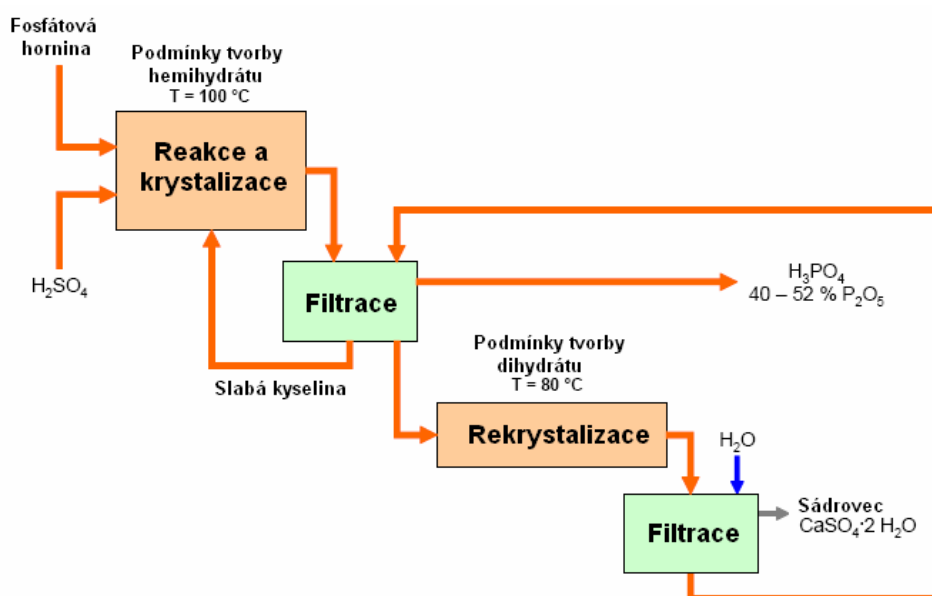 Fosfátová
hornina
Podmínky tvorby
hemihydrátu
T = 100 °C
Reakce a
krystalizace
H₂SO₄
Filtrace
H₃PO₄
40 – 52 % P₂O₅
Slabá kyselina
Podmínky tvorby
dihydrátu
T = 80 °C
Rekrystalizace
H₂O
Filtrace
Sádrovec
CaSO₄·2 H₂O